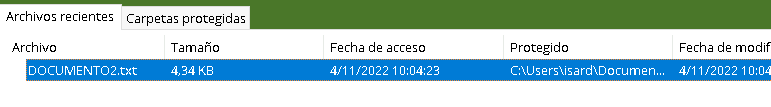 Archivos recientes Carpetas protegidas
Archivo Tamaño Fecha de acceso Protegido Fecha de modif
DOCUMENTO2.txt 4,34 KB 4/11/2022 10:04:23 C:\Users\isard\Documen... 4/11/2022 10:04